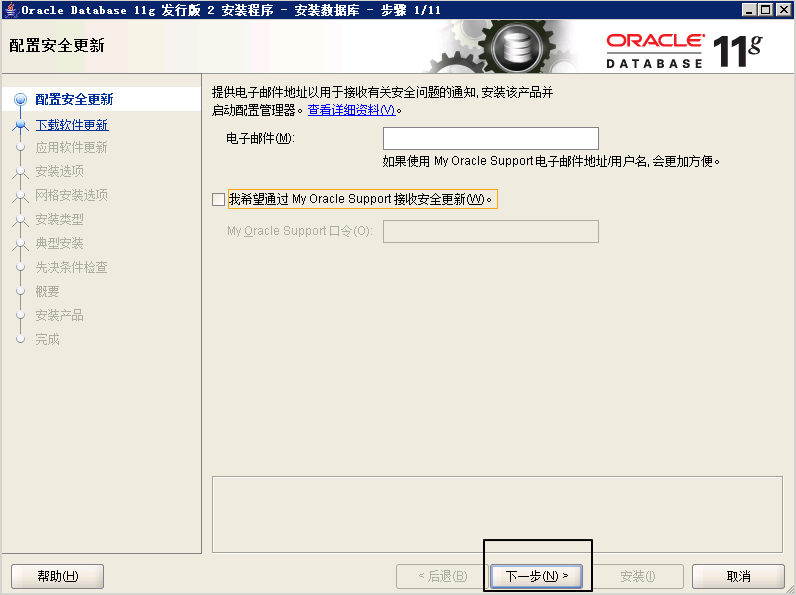 Oracle Database 11g 发行版 2 安装程序 - 安装数据库 - 步骤 1/11
配置安全更新
ORACLE
DATABASE
11g
配置安全更新
下载软件更新
应用软件更新
安装选项
网格安装选项
安装类型
典型安装
先决条件检查
概要
安装产品
完成
提供电子邮件地址以用于接收有关安全问题的通知, 安装该产品并
启动配置管理器。查看详细资料(V)。
电子邮件(M):
如果使用 My Oracle Support 电子邮件地址/用户名, 会更加方便。
我希望通过 My Oracle Support 接收安全更新(W)。
My Oracle Support 口令(O):
帮助(H)
< 后退(B)
下一步(N) >
安装(I)
取消